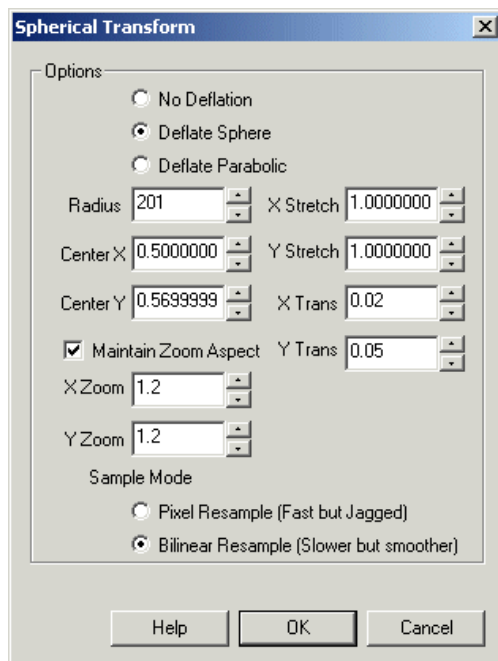 Spherical Transform
Options
No Deflation
Deflate Sphere
Deflate Parabolic
Radius 201 X Stretch 1.0000000
Center X 0.5000000 Y Stretch 1.0000000
Center Y 0.5699999 X Trans 0.02
Maintain Zoom Aspect Y Trans 0.05
X Zoom 1.2
Y Zoom 1.2
Sample Mode
Pixel Resample (Fast but Jagged)
Bilinear Resample (Slower but smoother)
Help OK Cancel